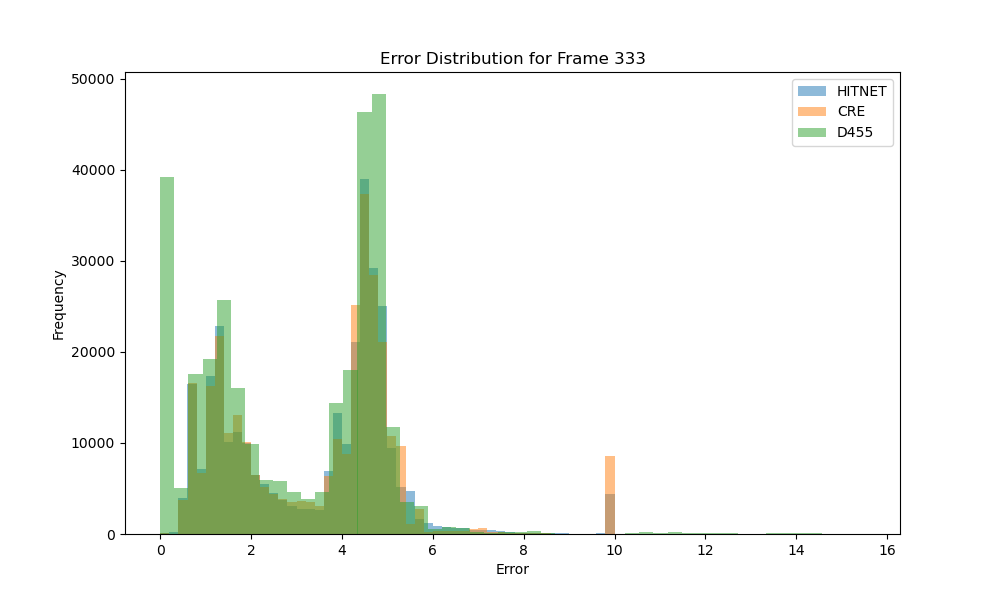 Error Distribution for Frame 333
HITNET
CRE
D455
50000
40000
30000
20000
10000
0
Frequency
0 2 4 6 8 10 12 14 16
Error